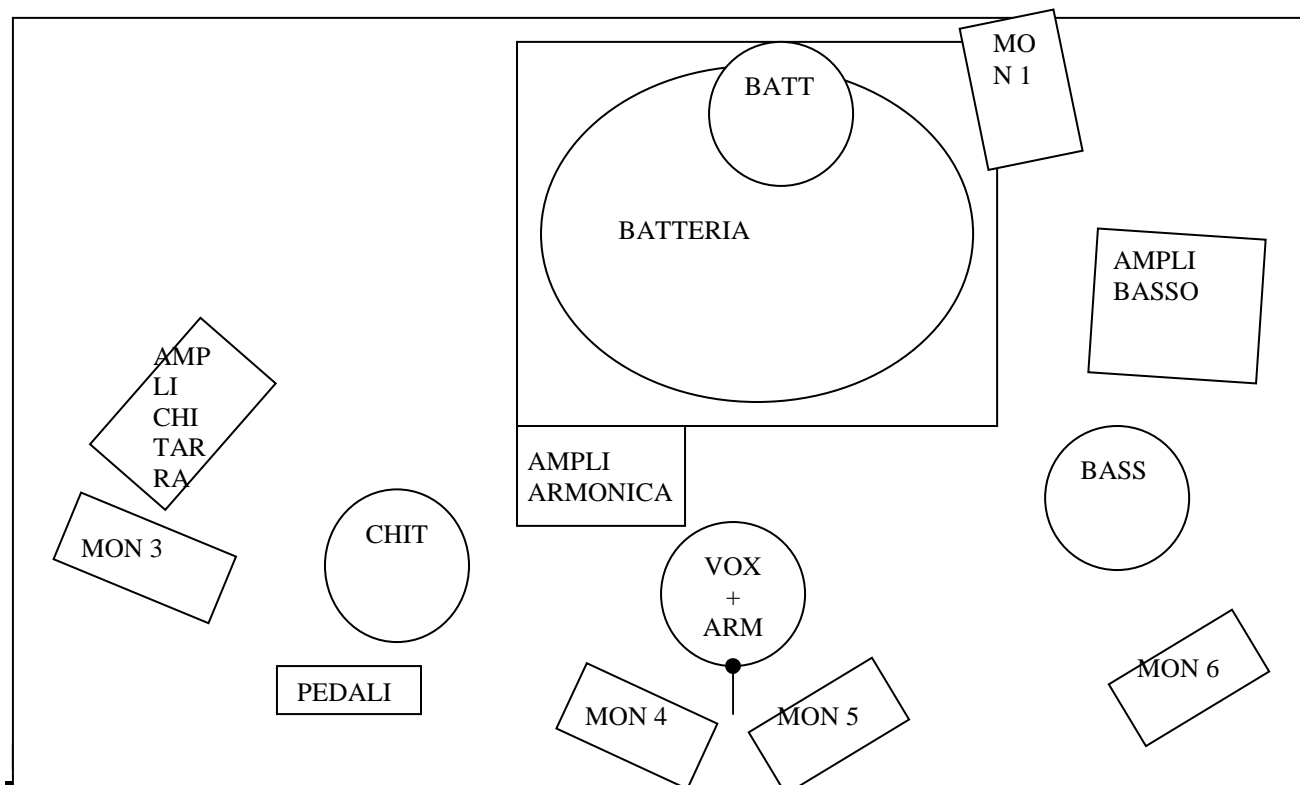 MO
N 1
BATT
BATTERIA
AMPLI
BASSO
AMP
LI
CHI
TAR
RA
AMPLI
ARMONICA
BASS
CHIT
MON 3
VOX
+
ARM
MON 6
PEDALI
MON 4
MON 5